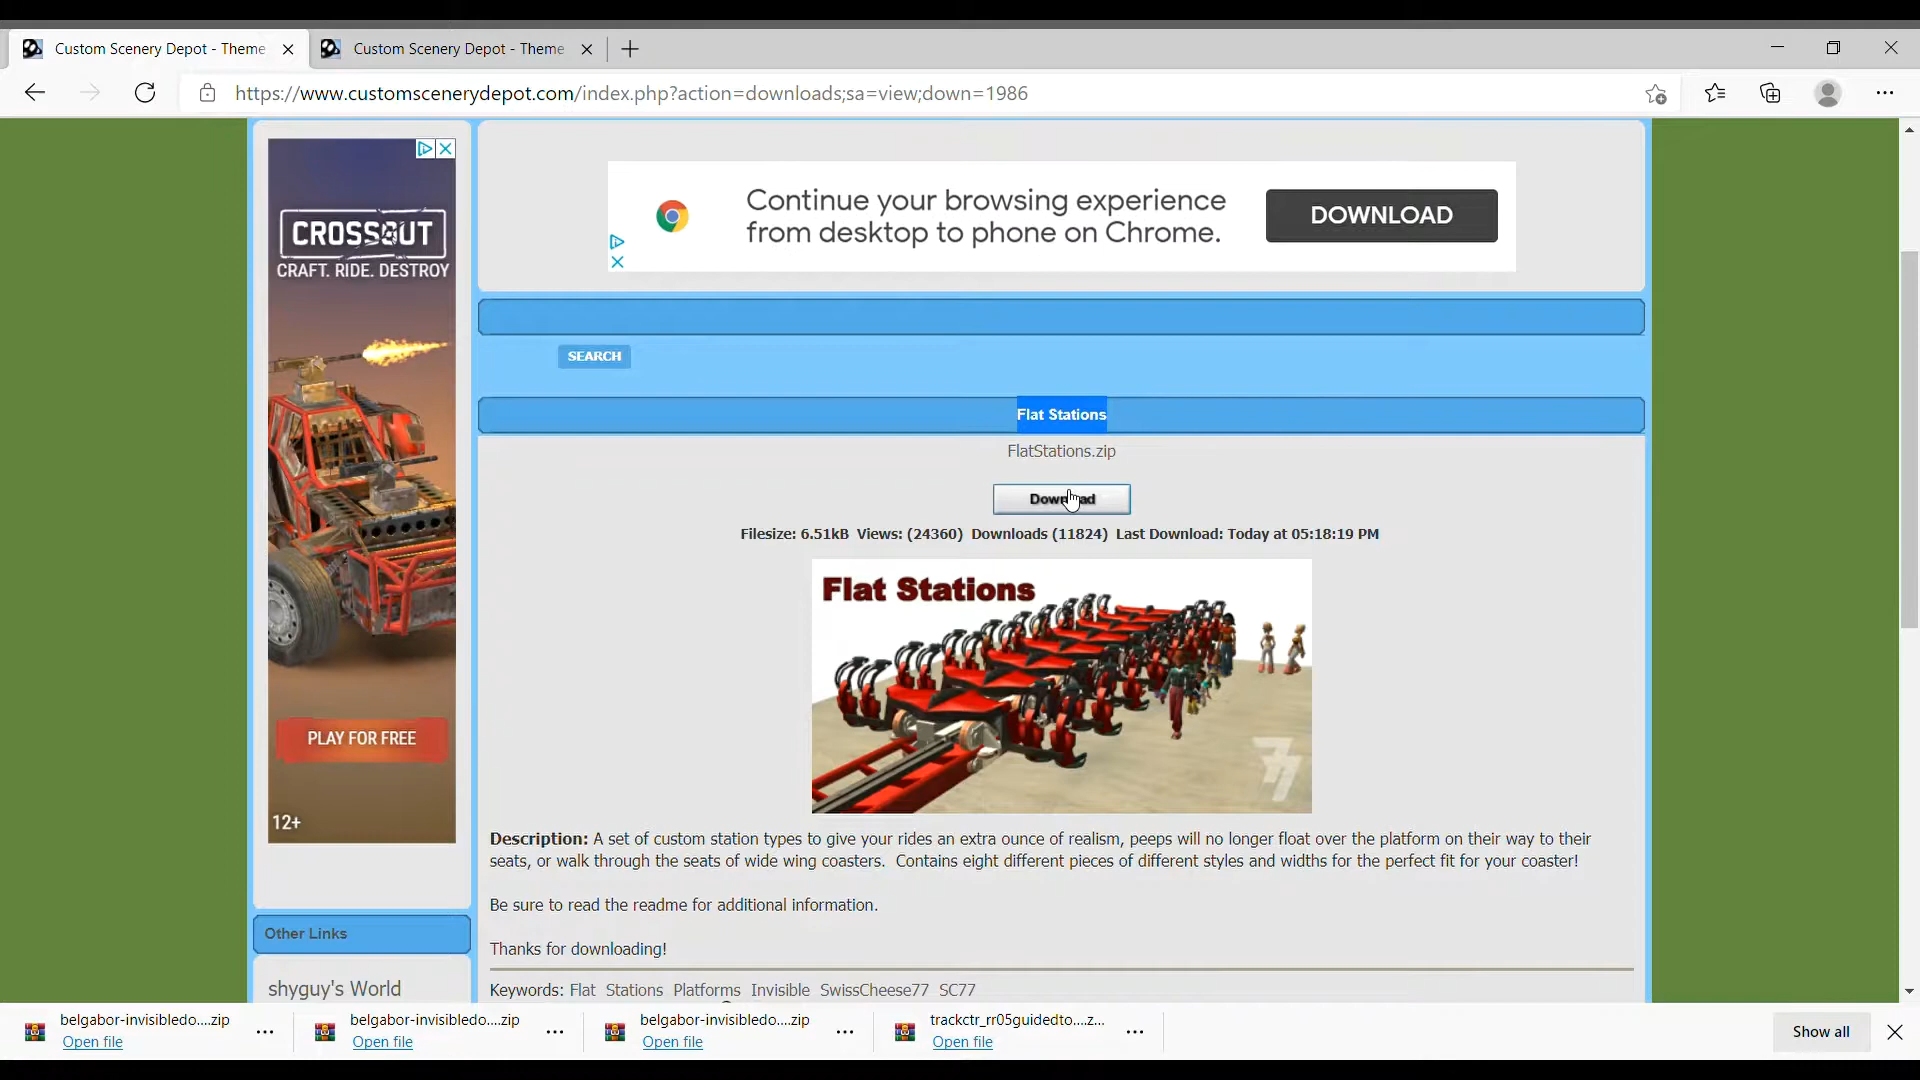 Custom Scenery Depot - Theme
Custom Scenery Depot - Theme
https://www.customscenerydepot.com/index.php?action=downloads;sa=view;down=1986
CROSSOUT
CRAFT. RIDE. DESTROY
PLAY FOR FREE
12+
Continue your browsing experience
from desktop to phone on Chrome.
DOWNLOAD
SEARCH
Flat Stations
FlatStations.zip
Download
Filesize: 6.51kB Views: (24360) Downloads (11824) Last Download: Today at 05:18:19 PM
Flat Stations
Description: A set of custom station types to give your rides an extra ounce of realism, peeps will no longer float over the platform on their way to their
seats, or walk through the seats of wide wing coasters. Contains eight different pieces of different styles and widths for the perfect fit for your coaster!
Be sure to read the readme for additional information.
Thanks for downloading!
Keywords: Flat Stations Platforms Invisible SwissCheese77 SC77
Other Links
shyguy's World
belgabor-invisibledo....zip
Open file
belgabor-invisibledo....zip
Open file
belgabor-invisibledo....zip
Open file
trackctr_rr05guidedto....z...
Open file
Show all